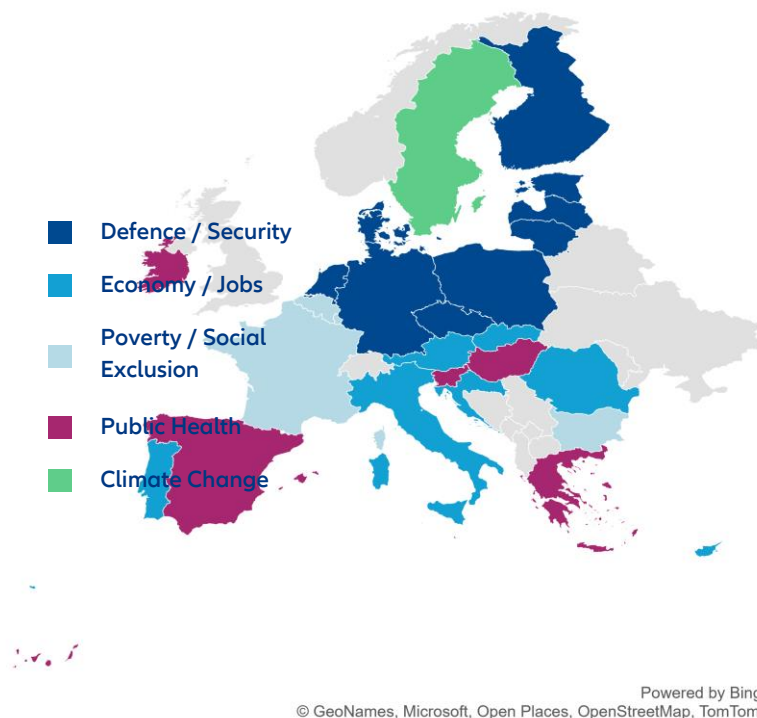 Defence / Security
Economy / Jobs
Poverty / Social
Exclusion
Public Health
Climate Change
Powered by Bing
© GeoNames, Microsoft, Open Places, OpenStreetMap, TomTom